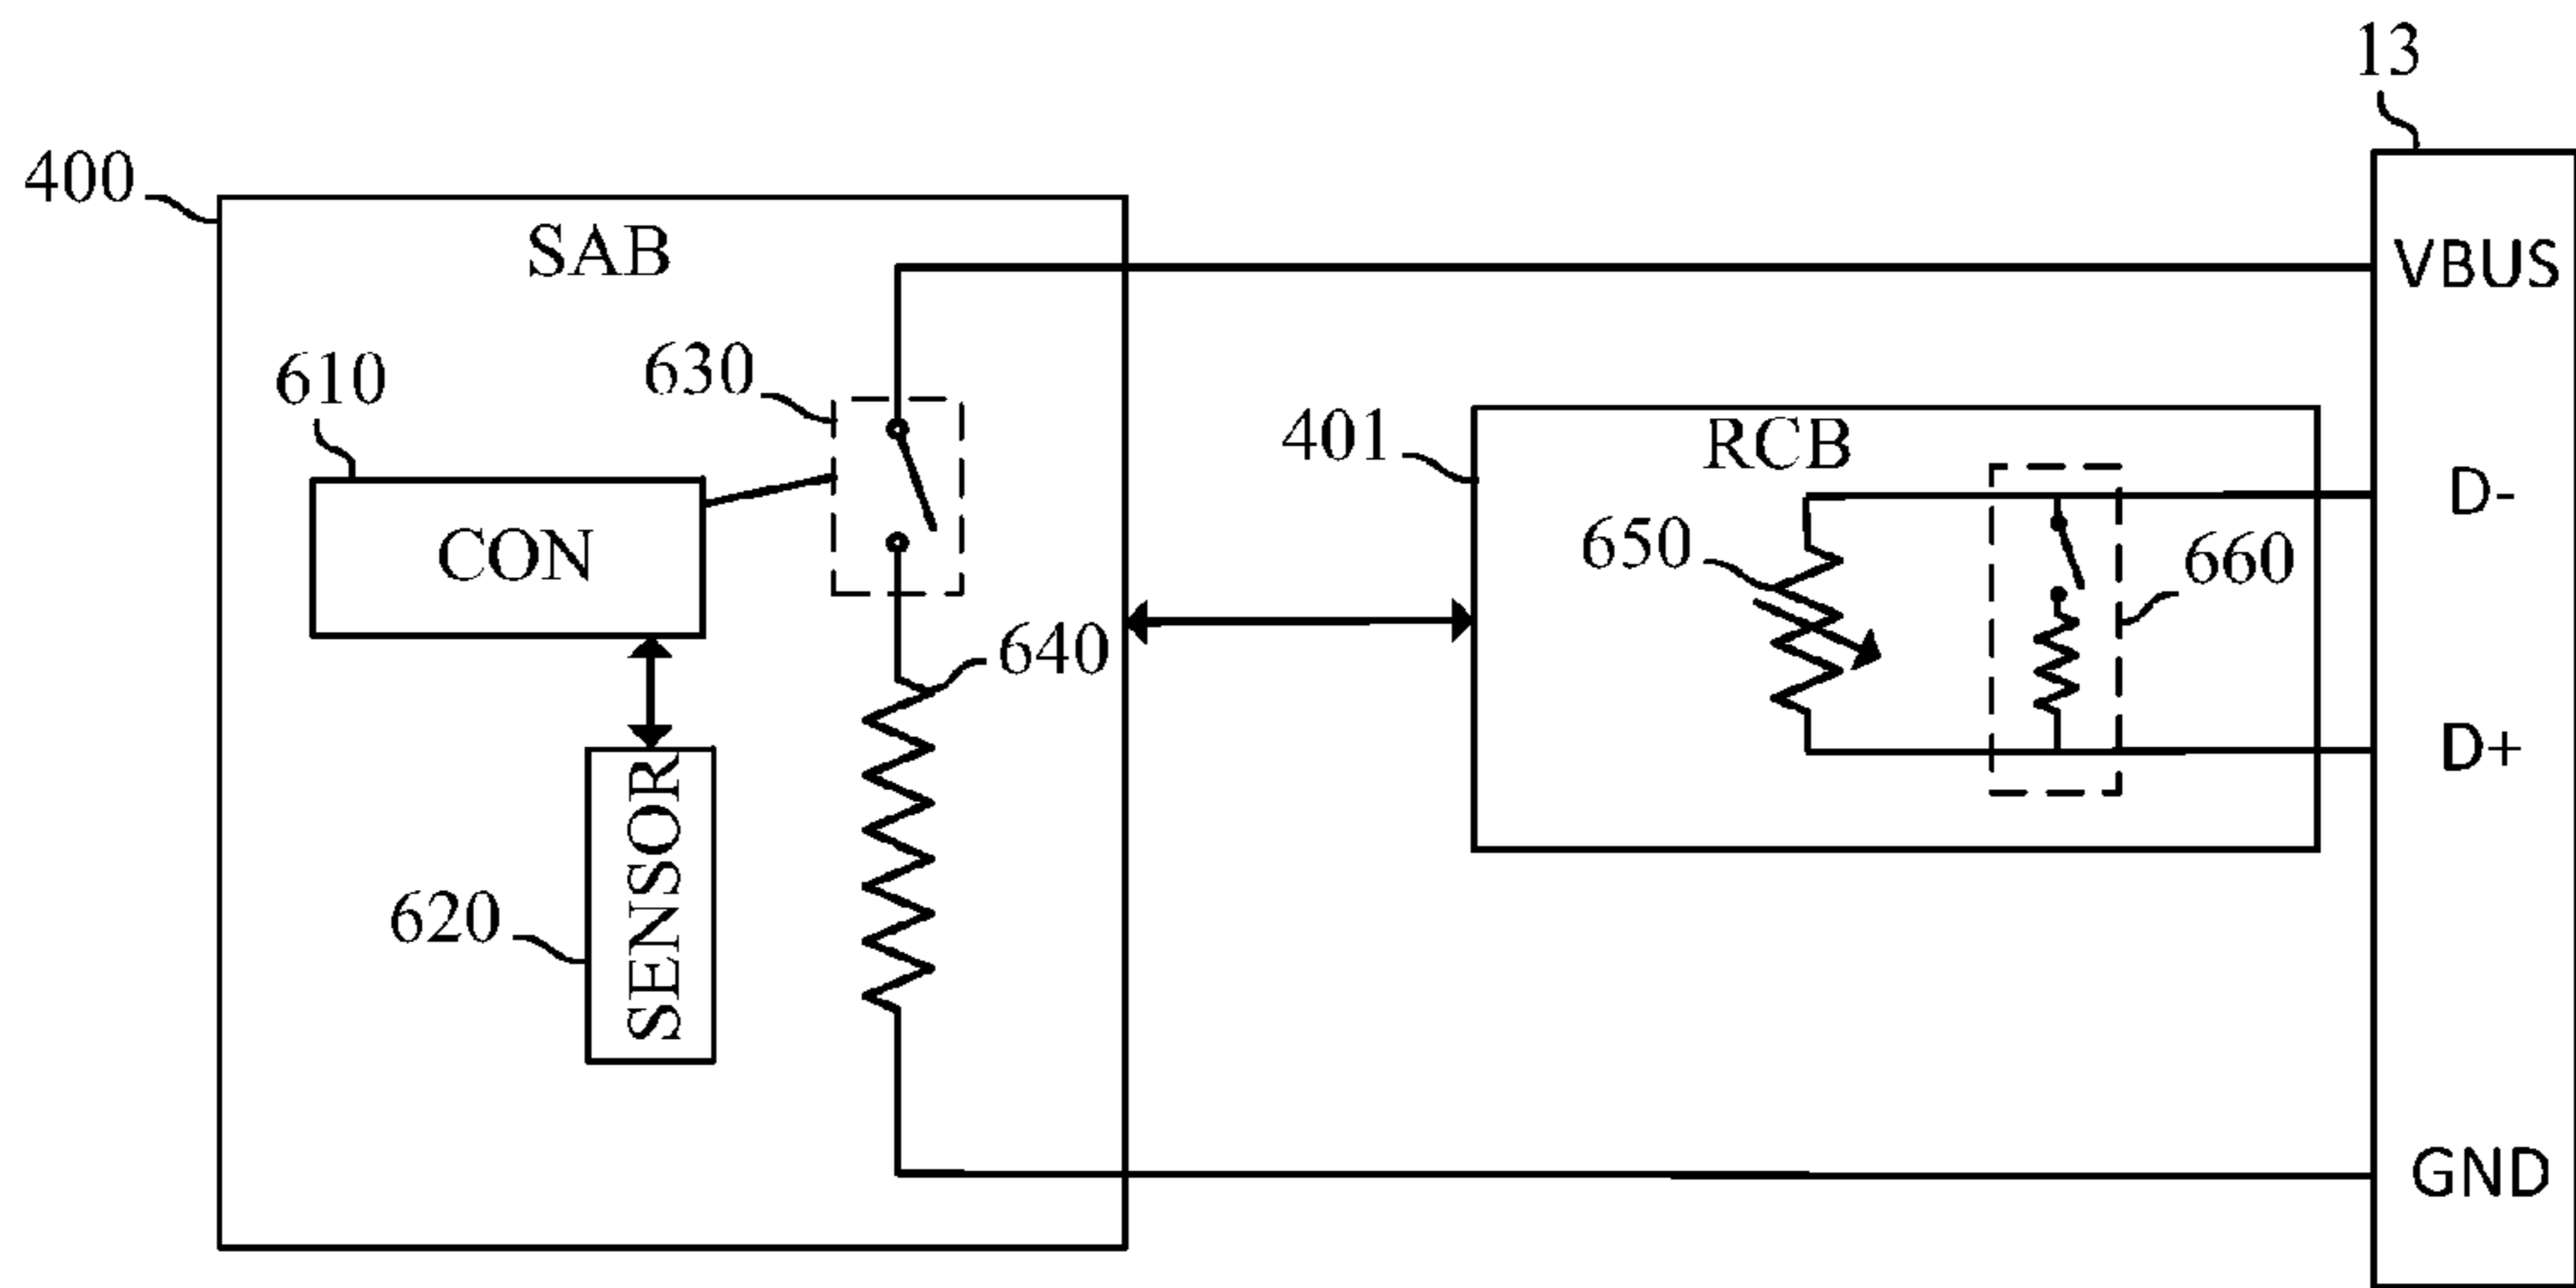 13
400
SAB
VBUS
630
610
401
RCB
D-
650
660
CON
640
D+
SENSOR
620
GND